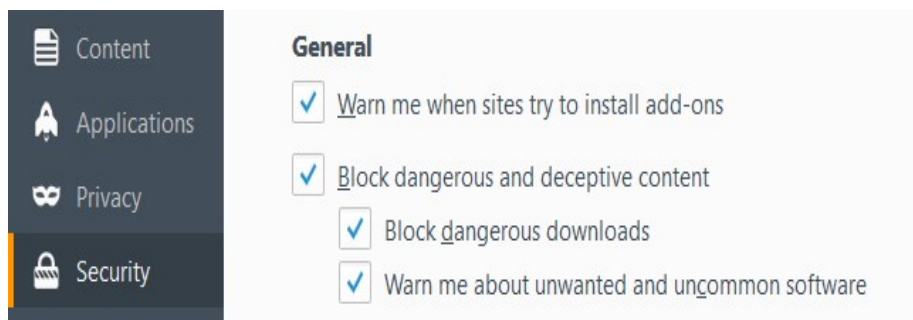 Content
Applications
Privacy
Security
General
Warn me when sites try to install add-ons
Block dangerous and deceptive content
Block dangerous downloads
Warn me about unwanted and uncommon software